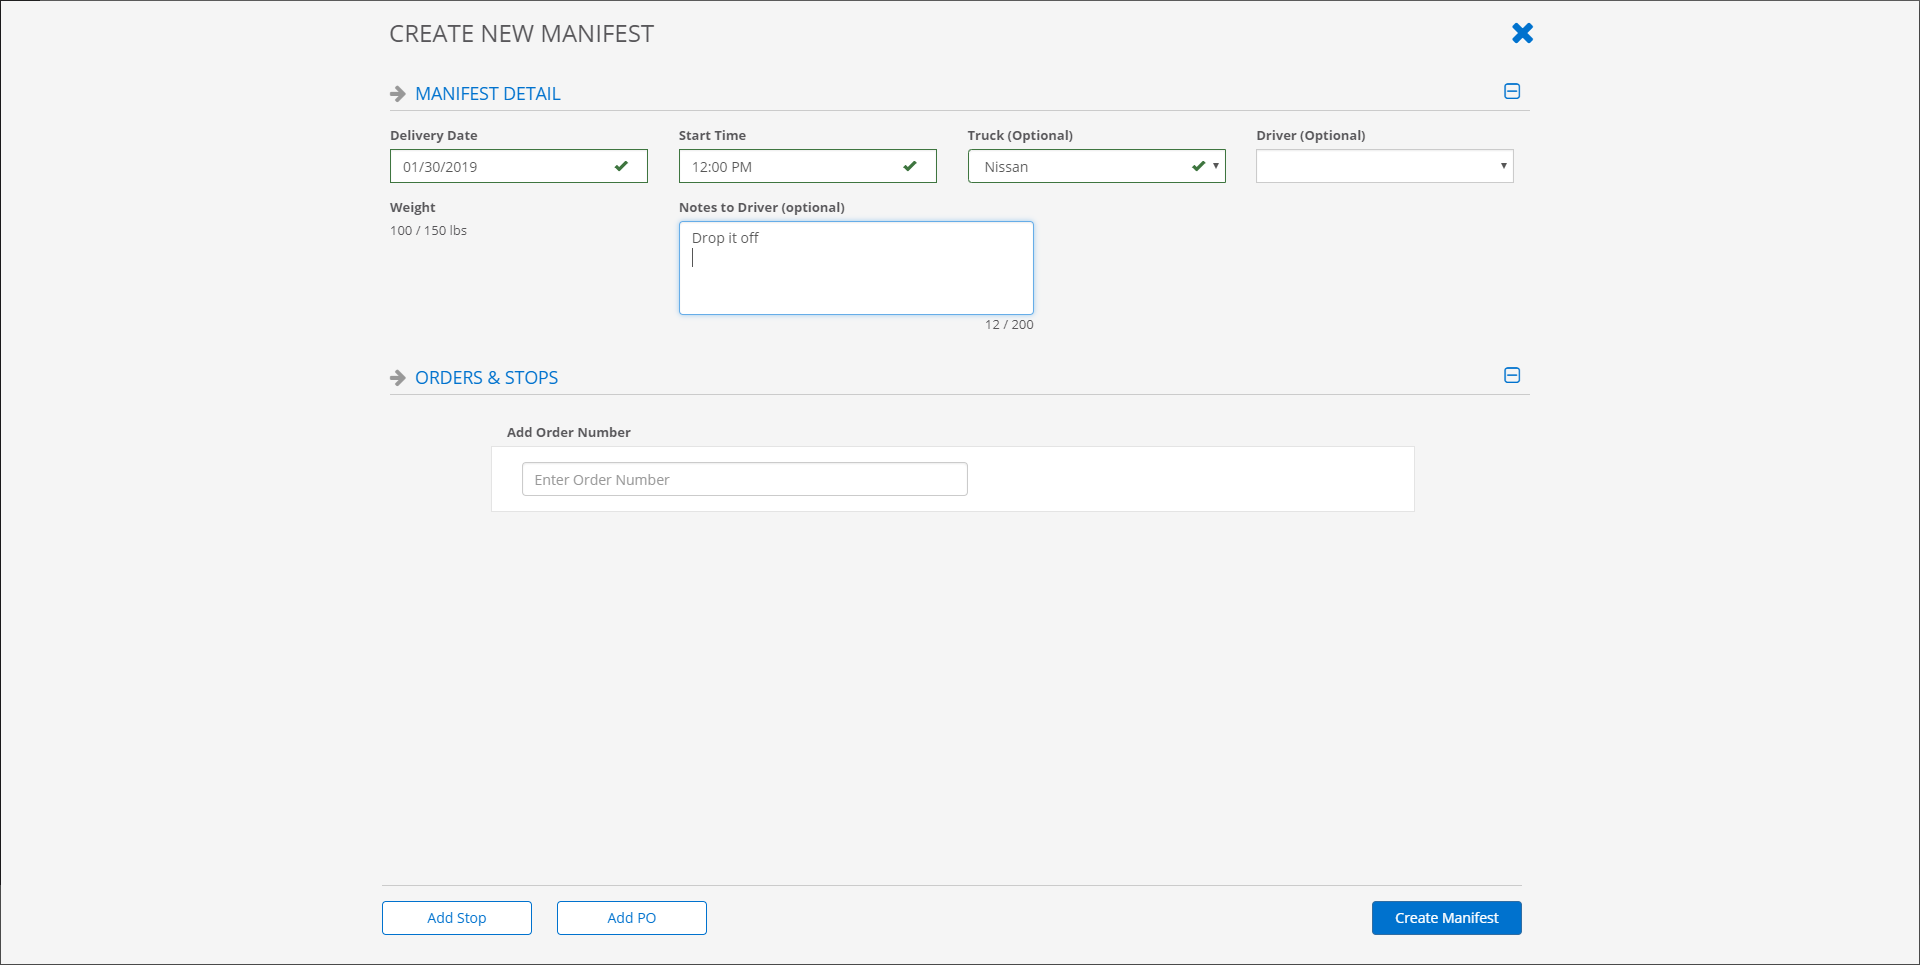 CREATE NEW MANIFEST
MANIFEST DETAIL
Delivery Date
Start Time
Truck (Optional)
Driver (Optional)
01/30/2019
12:00 PM
Nissan
Weight
Notes to Driver (optional)
100 / 150 lbs
Drop it off
12 / 200
ORDERS & STOPS
Add Order Number
Enter Order Number
Add Stop
Add PO
Create Manifest